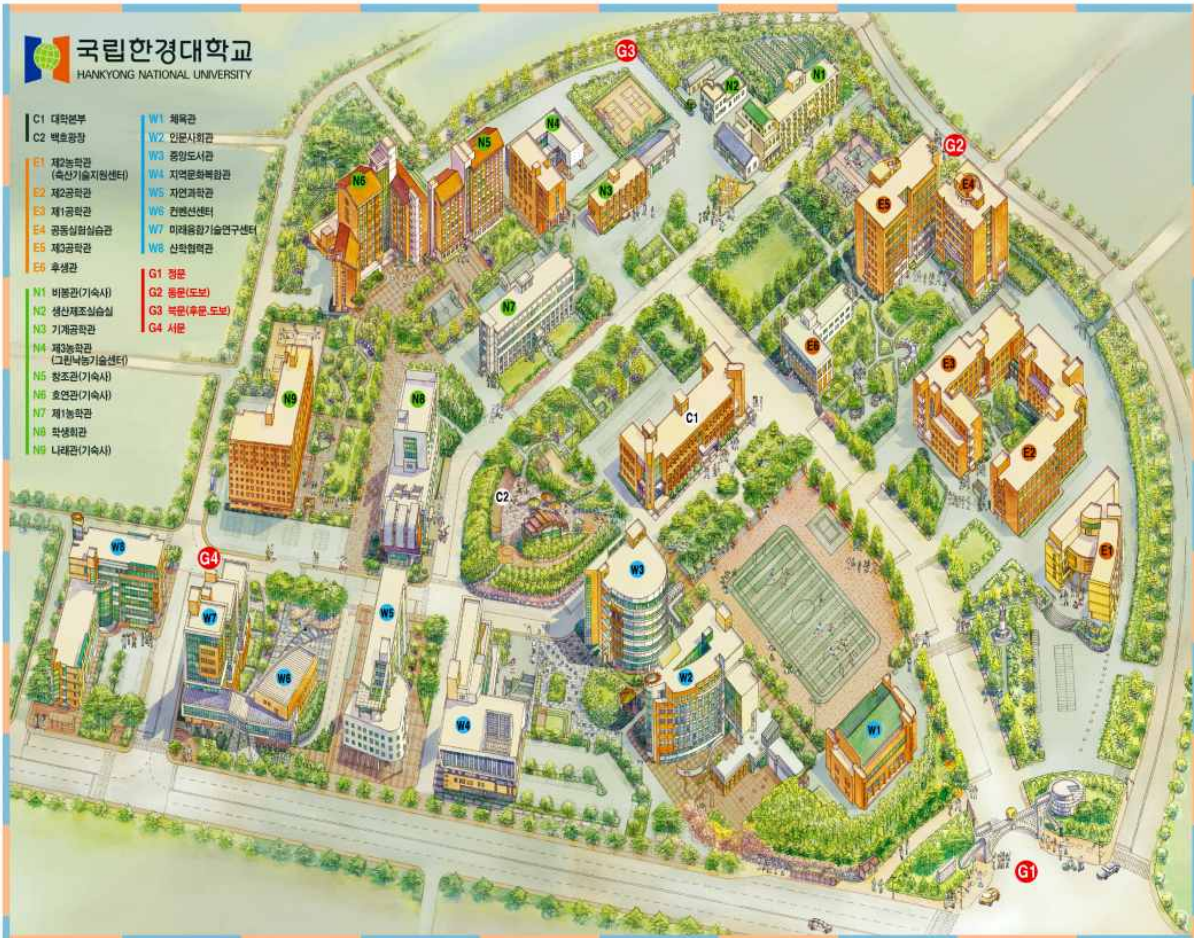 국립한경대학교
HANKYONG NATIONAL UNIVERSITY
C1 대학본부
C2 백호광장
E1 제2농학관
(축산기술지원센터)
E2 제2공학관
E3 제1공학관
E4 공동실험실습관
E5 제3공학관
E6 후생관
N1 비봉관(기숙사)
N2 생산제조실습실
N3 기계공학관
N4 제3농학관
(그린낙농기술센터)
N5 창조관(기숙사)
N6 호연관(기숙사)
N7 제1농학관
N8 학생회관
N9 나래관(기숙사)
W1 체육관
W2 인문사회관
W3 중앙도서관
W4 지역문화복합관
W5 자연과학관
W6 컨벤션센터
W7 미래융합기술연구센터
W8 산학협력관
G1 정문
G2 동문(도보)
G3 북문(후문.도보)
G4 서문
G3
N1
N2
N4
N5
G2
N6
N3
E4
E5
N7
E6
E3
N9
N8
C1
E2
C2
W8
G4
E1
W3
W7
W5
W6
W2
W4
W1
G1